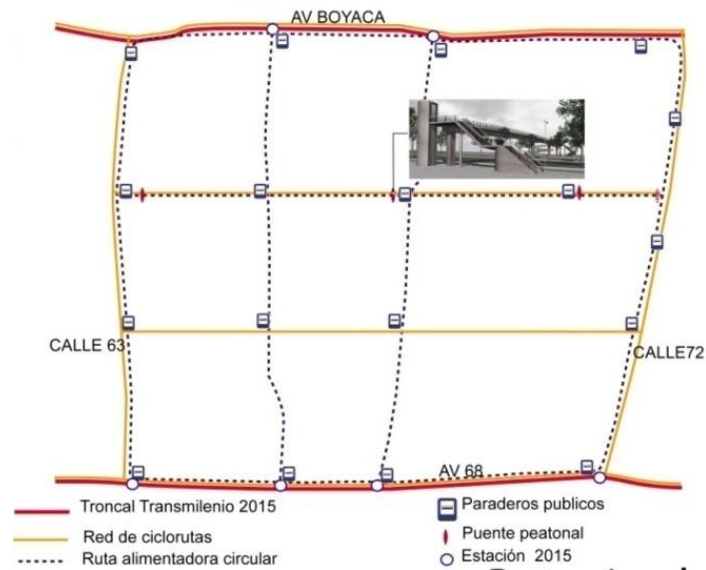 AV BOYACA
CALLE 63
CALLE72
AV 68
Troncal Transmilenio 2015
Red de ciclorutas
Ruta alimentadora circular
Paraderos publicos
Puente peatonal
Estación 2015